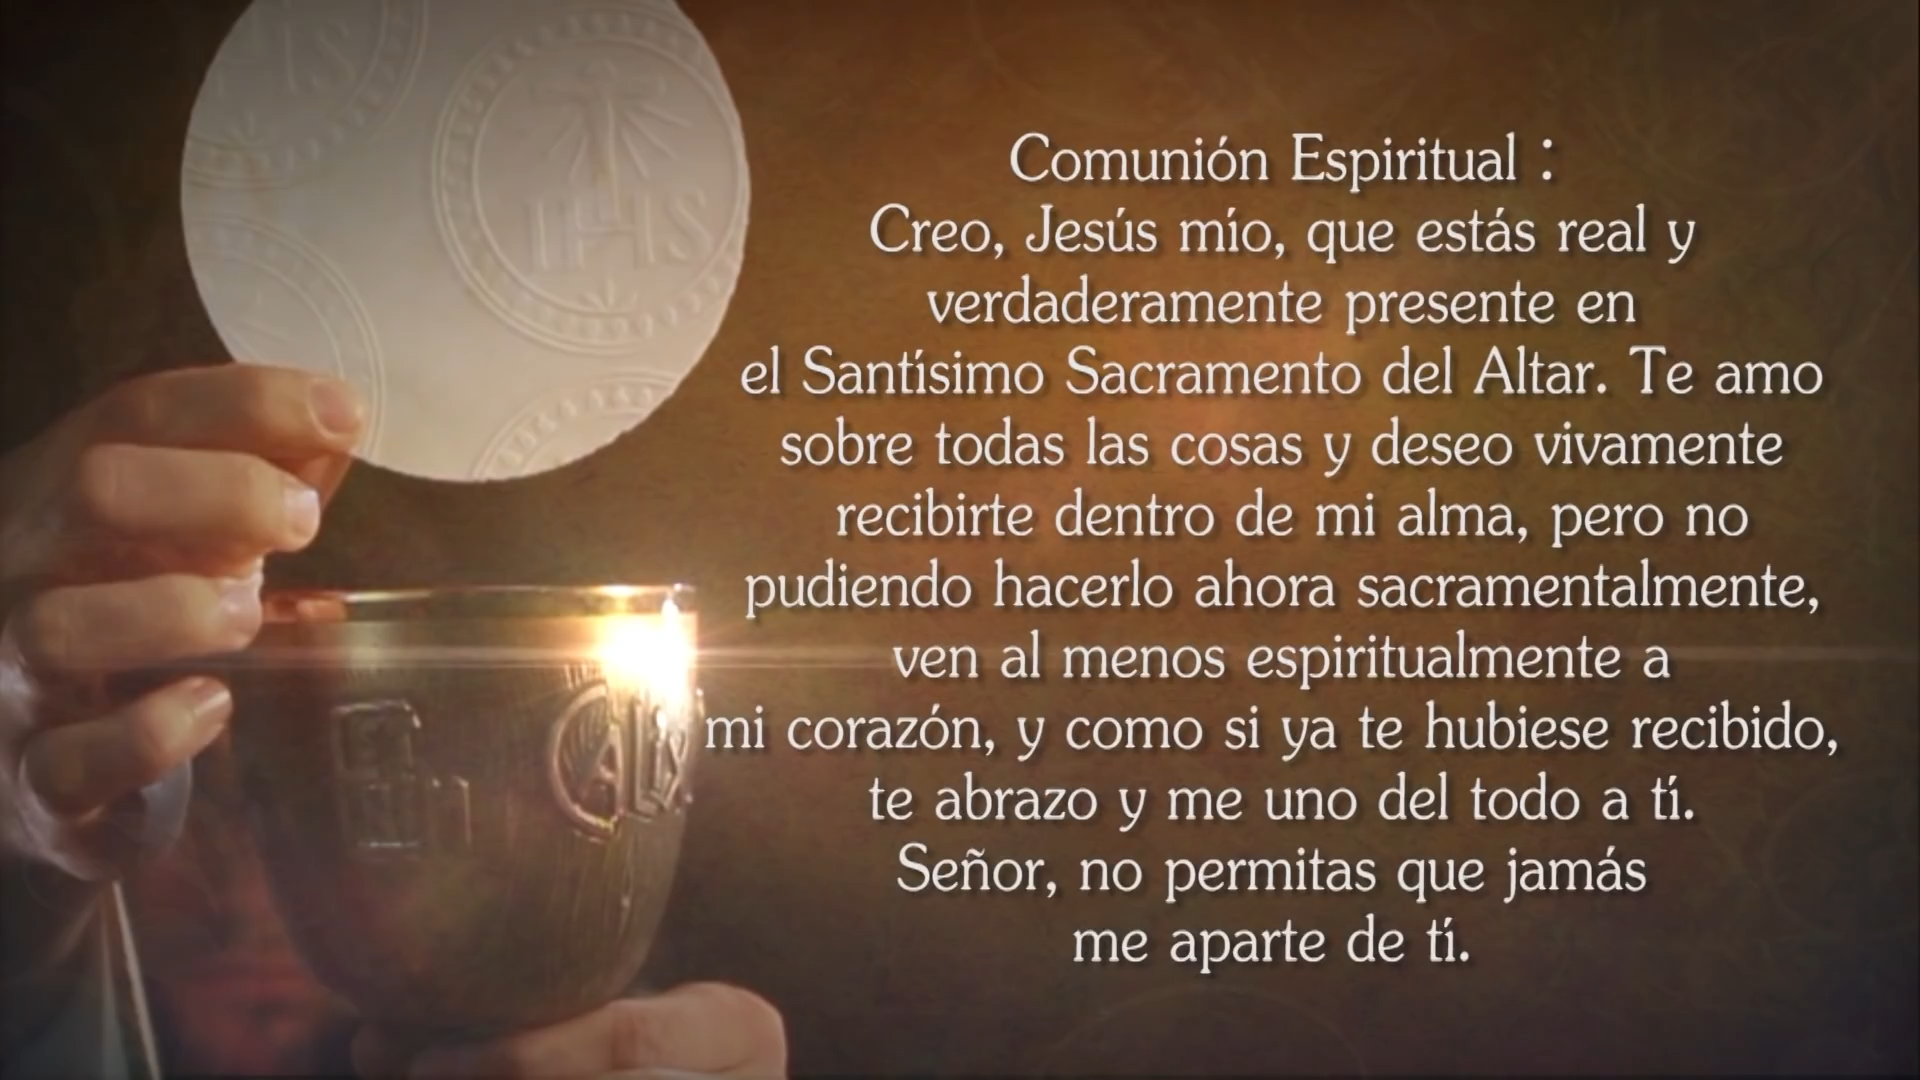 IHS
Comunión Espiritual :
Creo, Jesús mío, que estás real y
verdaderamente presente en
el Santísimo Sacramento del Altar. Te amo
sobre todas las cosas y deseo vivamente
recibirte dentro de mi alma, pero no
pudiendo hacerlo ahora sacramentalmente,
ven al menos espiritualmente a
mi corazón, y como si ya te hubiese recibido,
te abrazo y me uno del todo a tí.
Señor, no permitas que jamás
me aparte de tí.